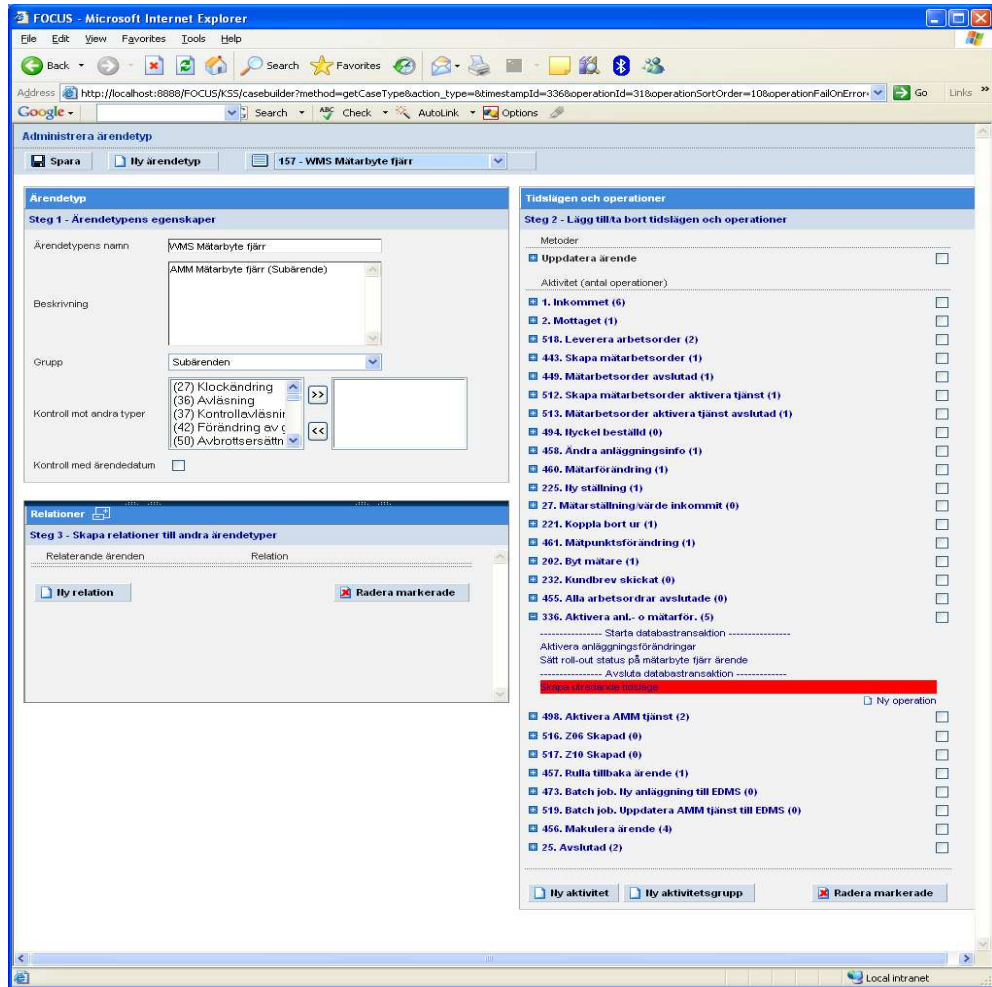 FOCUS - Microsoft Internet Explorer
File Edit View Favorites Tools Help
Back Search Favorites
Address http://localhost:8888/FOCUS/KSS/casebuilder?method=getCaseType&action_type=&timestampId=336&operationId=31&operationSortOrder=10&operationFailOnError Go Links »
Google Search Check AutoLink Options
Administrera ärendetyp
Spara Ny ärendetyp 157 - WMS Mätarbyte fjärr
Ärendetyp
Steg 1 - Ärendetypens egenskaper
Ärendetypens namn WMS Mätarbyte fjärr
Beskrivning AMM Mätarbyte fjärr (Subärende)
Grupp Subärenden
Kontroll mot andra typer
(27) Klockändring
(36) Avläsning
(37) Kontrollavläsnin
(42) Förändring av g
(50) Avbrottsersättn
>>
<<
Kontroll med ärendedatum
Relationer
Steg 3 - Skapa relationer till andra ärendetyper
Relaterande ärenden Relation
Ny relation Radera markerade
Tidslägen och operationer
Steg 2 - Lägg till/ta bort tidslägen och operationer
Metoder
Uppdatera ärende
Aktivitet (antal operationer)
1. Inkommet (6)
2. Mottaget (1)
518. Leverera arbetsorder (2)
443. Skapa mätarbetsorder (1)
449. Mätarbetsorder avslutad (1)
512. Skapa mätarbetsorder aktivera tjänst (1)
513. Mätarbetsorder aktivera tjänst avslutad (1)
494. Nyckel beställd (0)
458. Ändra anläggningsinfo (1)
460. Mätarförändring (1)
225. Ny ställning (1)
27. Mätarställning/värde inkommit (0)
221. Koppla bort ur (1)
461. Mätpunktsförändring (1)
202. Byt mätare (1)
232. Kundbrev skickat (0)
455. Alla arbetsordrar avslutade (0)
336. Aktivera anl.- o mätarför. (5)
---------------- Starta databastransaktion ----------------
Aktivera anläggningsförändringar
Sätt roll-out status på mätarbyte fjärr ärende
---------------- Avsluta databastransaktion -------------
Skapa utredande tidsläge
Ny operation
498. Aktivera AMM tjänst (2)
516. Z06 Skapad (0)
517. Z10 Skapad (0)
457. Rulla tillbaka ärende (1)
473. Batch job. Ny anläggning till EDMS (0)
519. Batch job. Uppdatera AMM tjänst till EDMS (0)
456. Makulera ärende (4)
25. Avslutad (2)
Ny aktivitet Ny aktivitetsgrupp Radera markerade
Local intranet